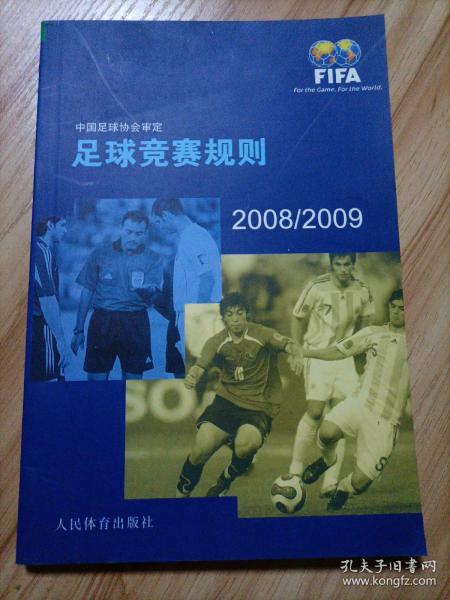 FIFA
For the Game. For the World.
中国足球协会审定
足球竞赛规则
2008/2009
人民体育出版社
孔夫子旧书网
www.kongfz.com